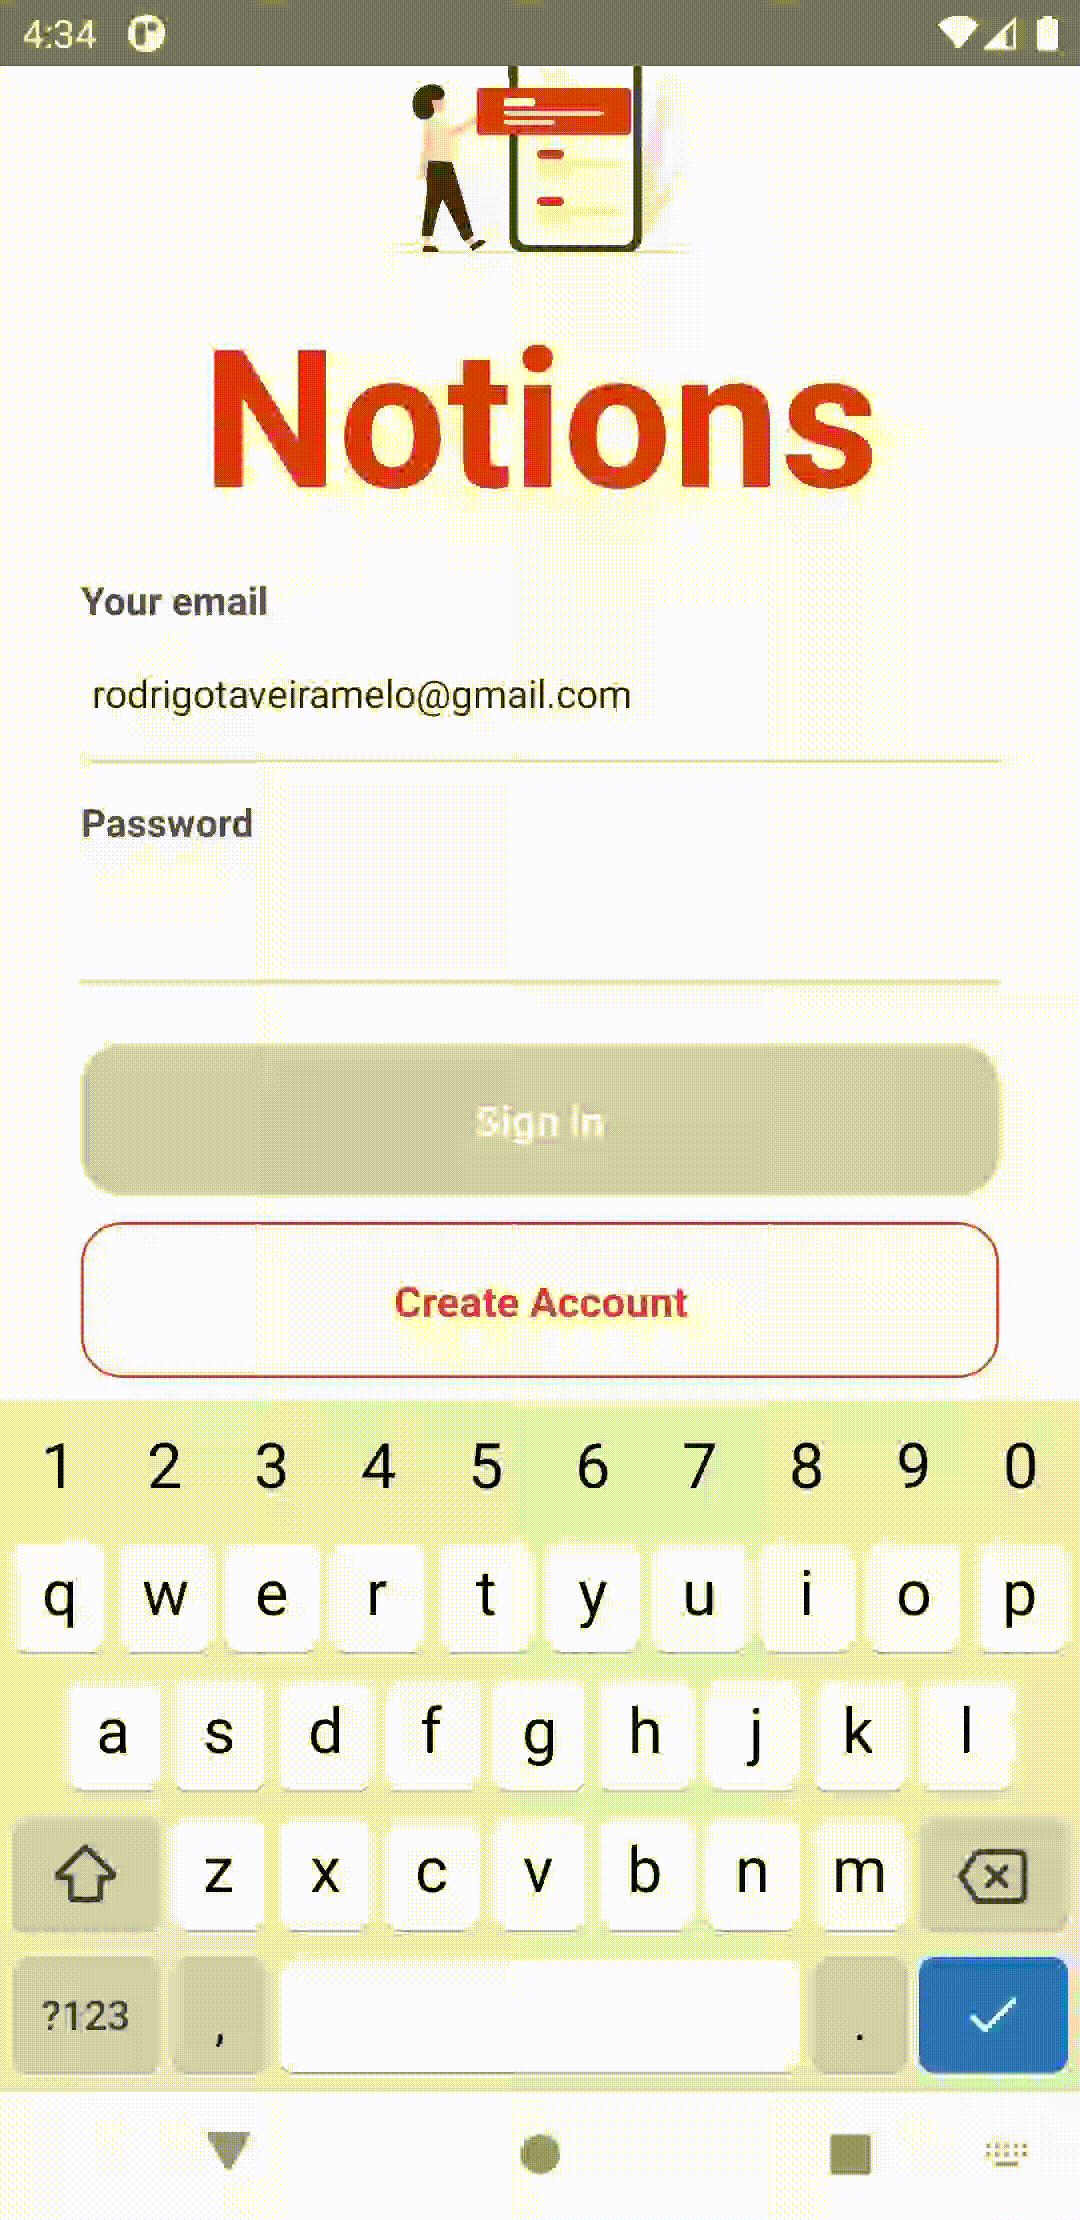 4:34
Notions
Your email
rodrigotaveiramelo@gmail.com
Password
Sign In
Create Account
1 2 3 4 5 6 7 8 9 0
q w e r t y u i o p
a s d f g h j k l
z x c v b n m
?123 , .